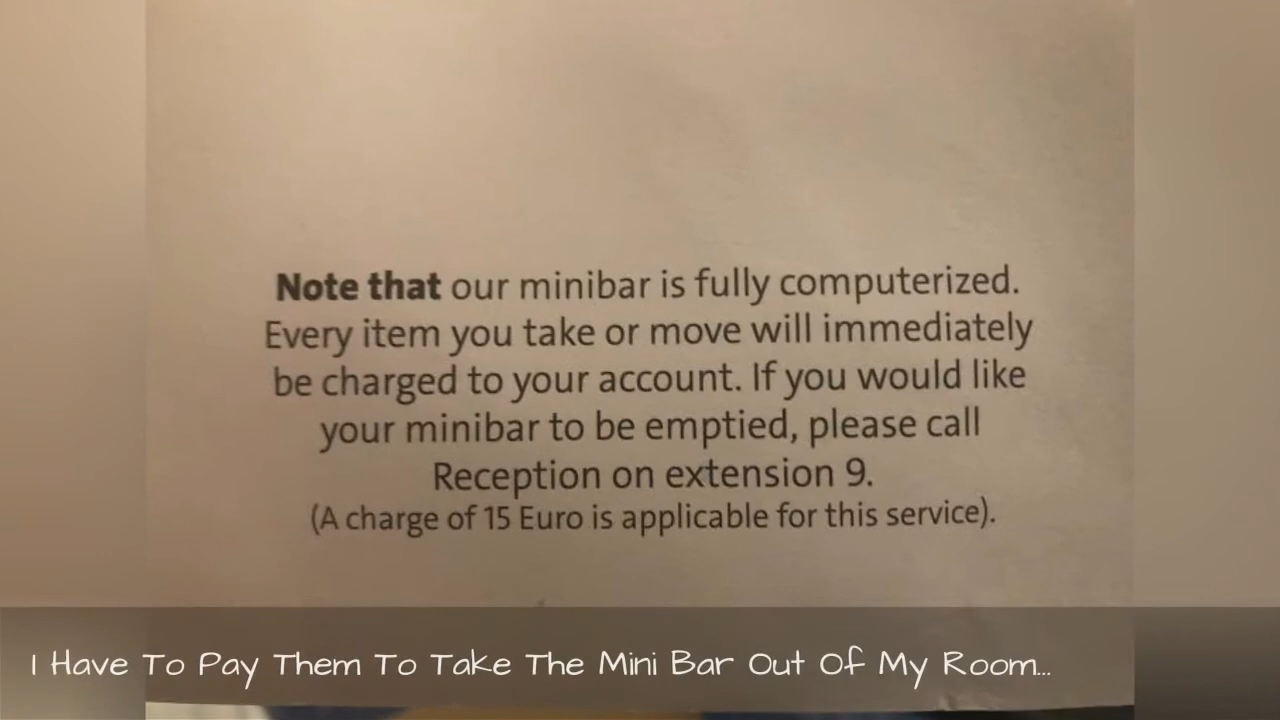 Note that our minibar is fully computerized.
Every item you take or move will immediately
be charged to your account. If you would like
your minibar to be emptied, please call
Reception on extension 9.
(A charge of 15 Euro is applicable for this service).
I Have To Pay Them To Take The Mini Bar Out Of My Room...